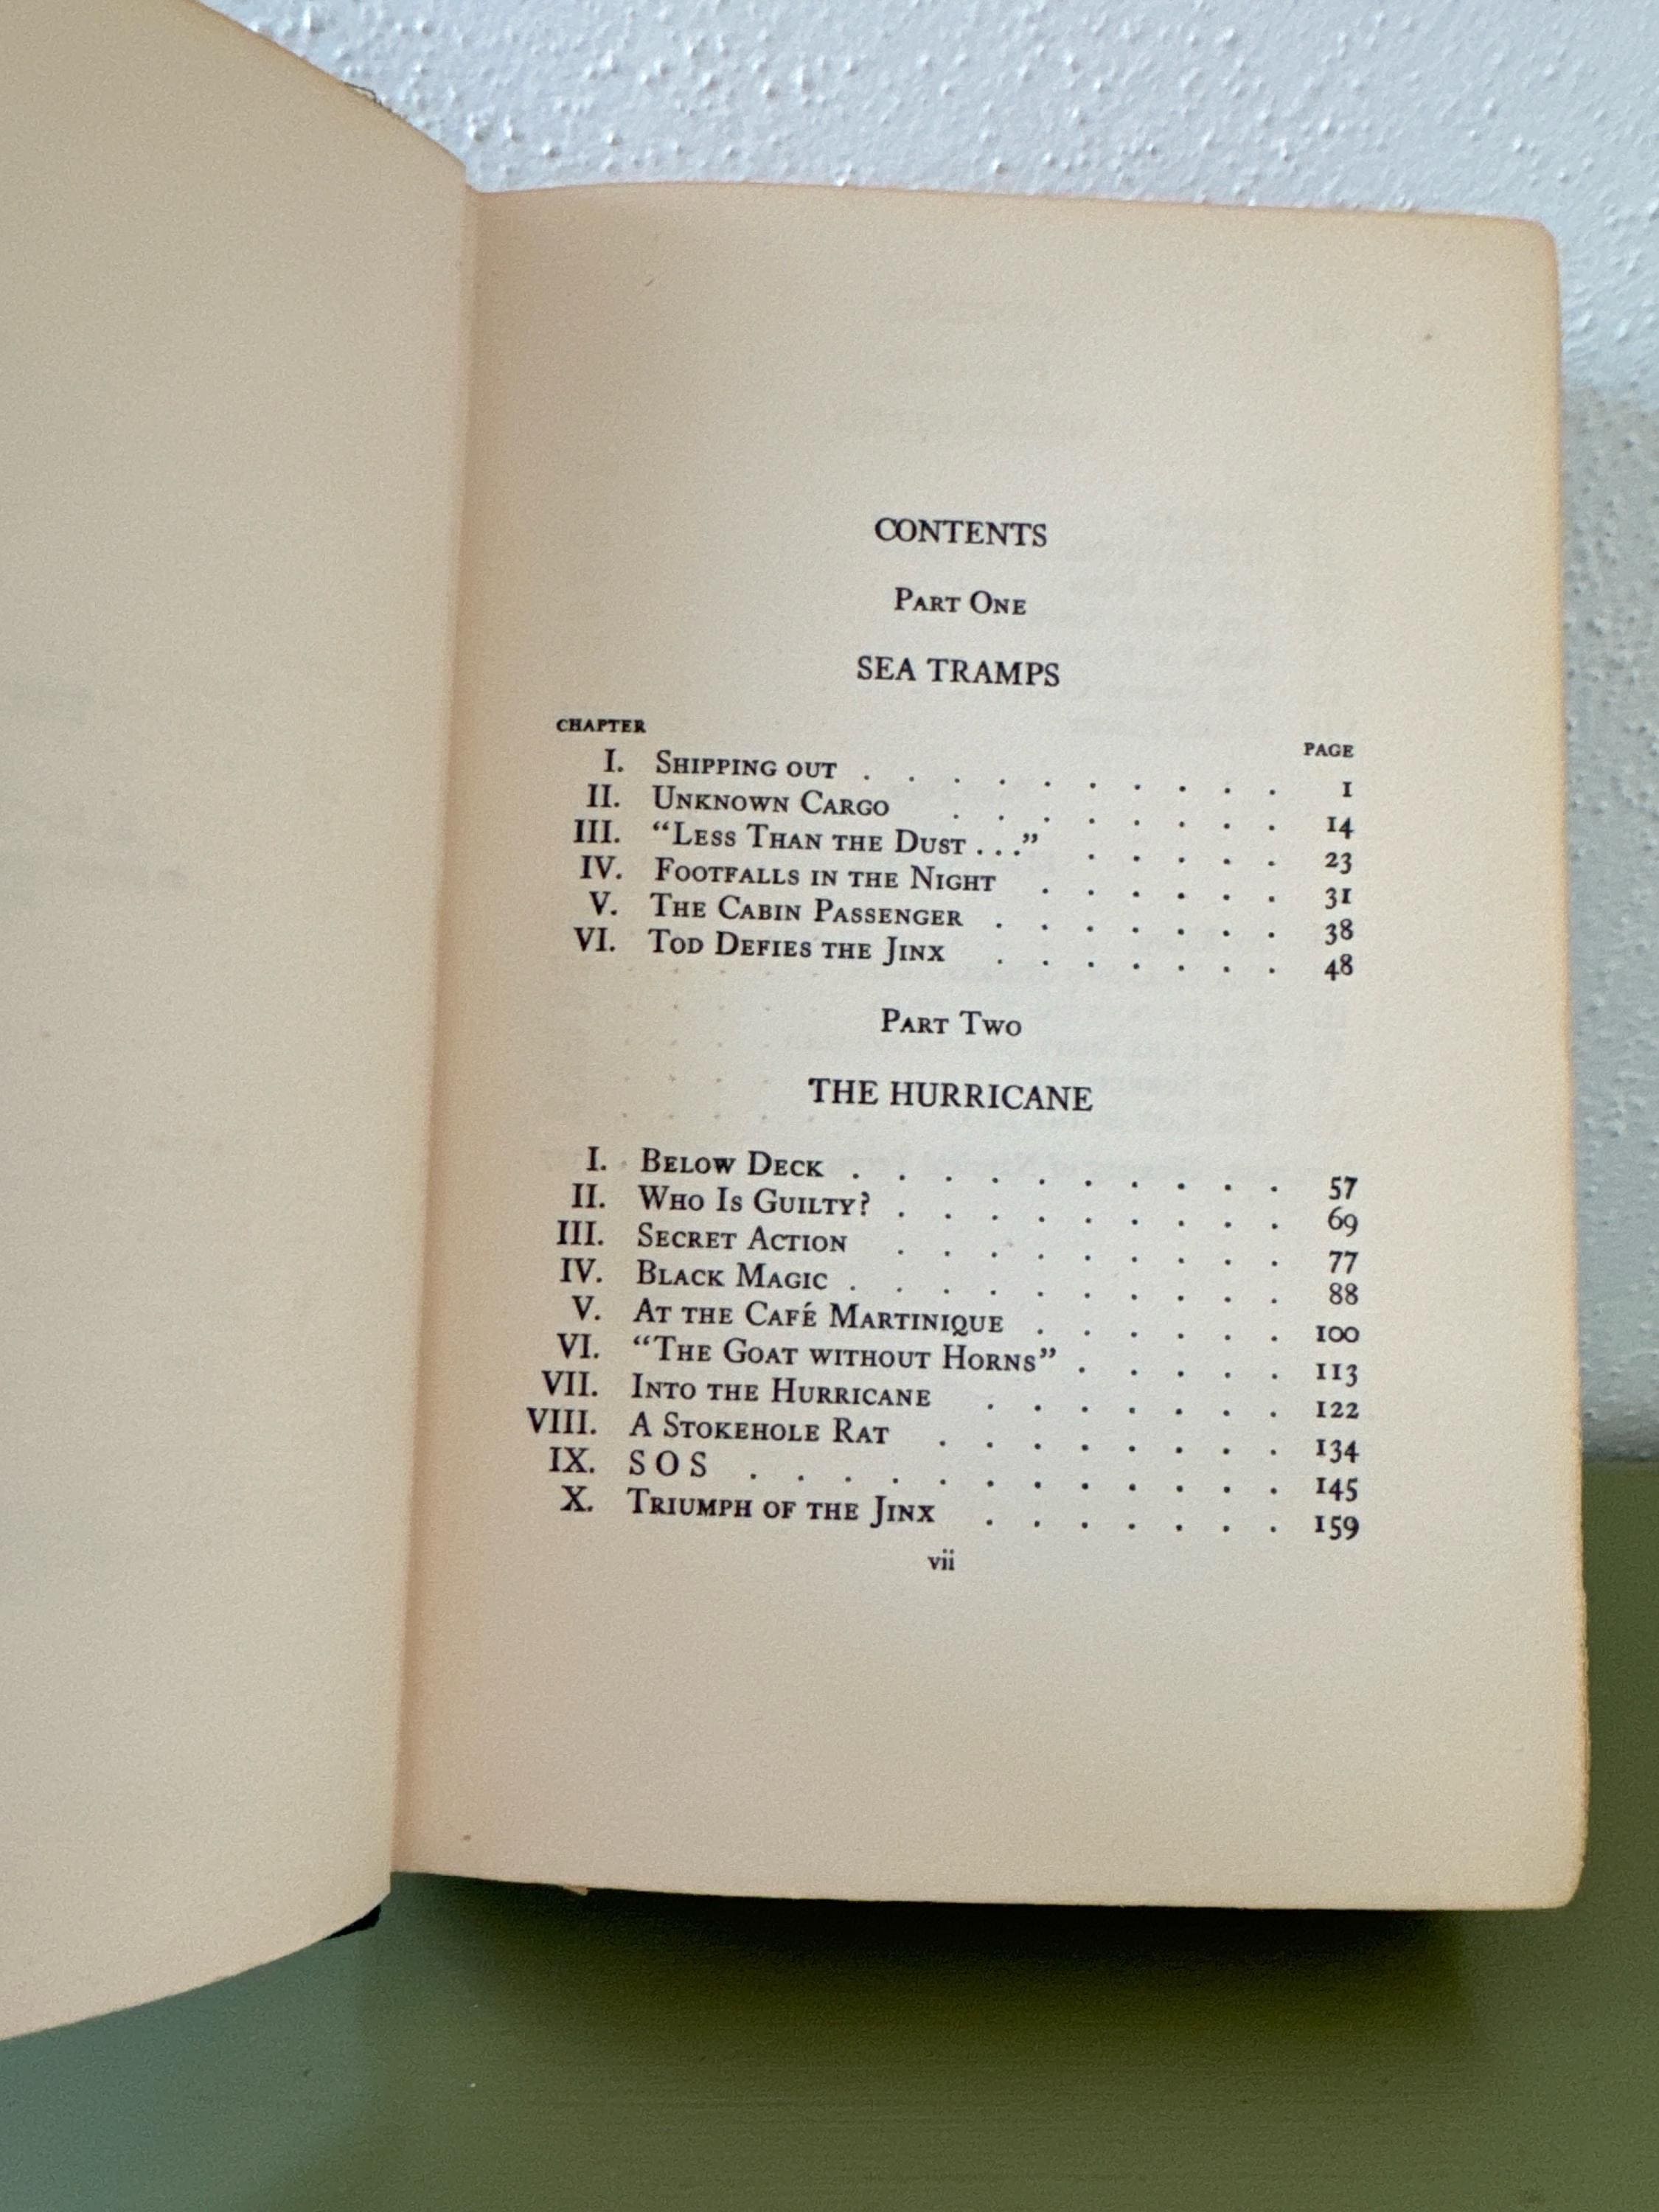 CONTENTS
Part One
SEA TRAMPS
CHAPTER PAGE
I. Shipping out . . . . . . . . . . 1
II. Unknown Cargo . . . . . . . . 14
III. “Less Than the Dust . . .” . . . . . 23
IV. Footfalls in the Night . . . . . . 31
V. The Cabin Passenger . . . . . . . 38
VI. Tod Defies the Jinx . . . . . . . 48
Part Two
THE HURRICANE
I. Below Deck . . . . . . . . . . 57
II. Who Is Guilty? . . . . . . . . . 69
III. Secret Action . . . . . . . . . 77
IV. Black Magic . . . . . . . . . . 88
V. At the Café Martinique . . . . . . 100
VI. “The Goat without Horns” . . . . . 113
VII. Into the Hurricane . . . . . . . 122
VIII. A Stokehole Rat . . . . . . . . 134
IX. S O S . . . . . . . . . . . . 145
X. Triumph of the Jinx . . . . . . . 159
vii